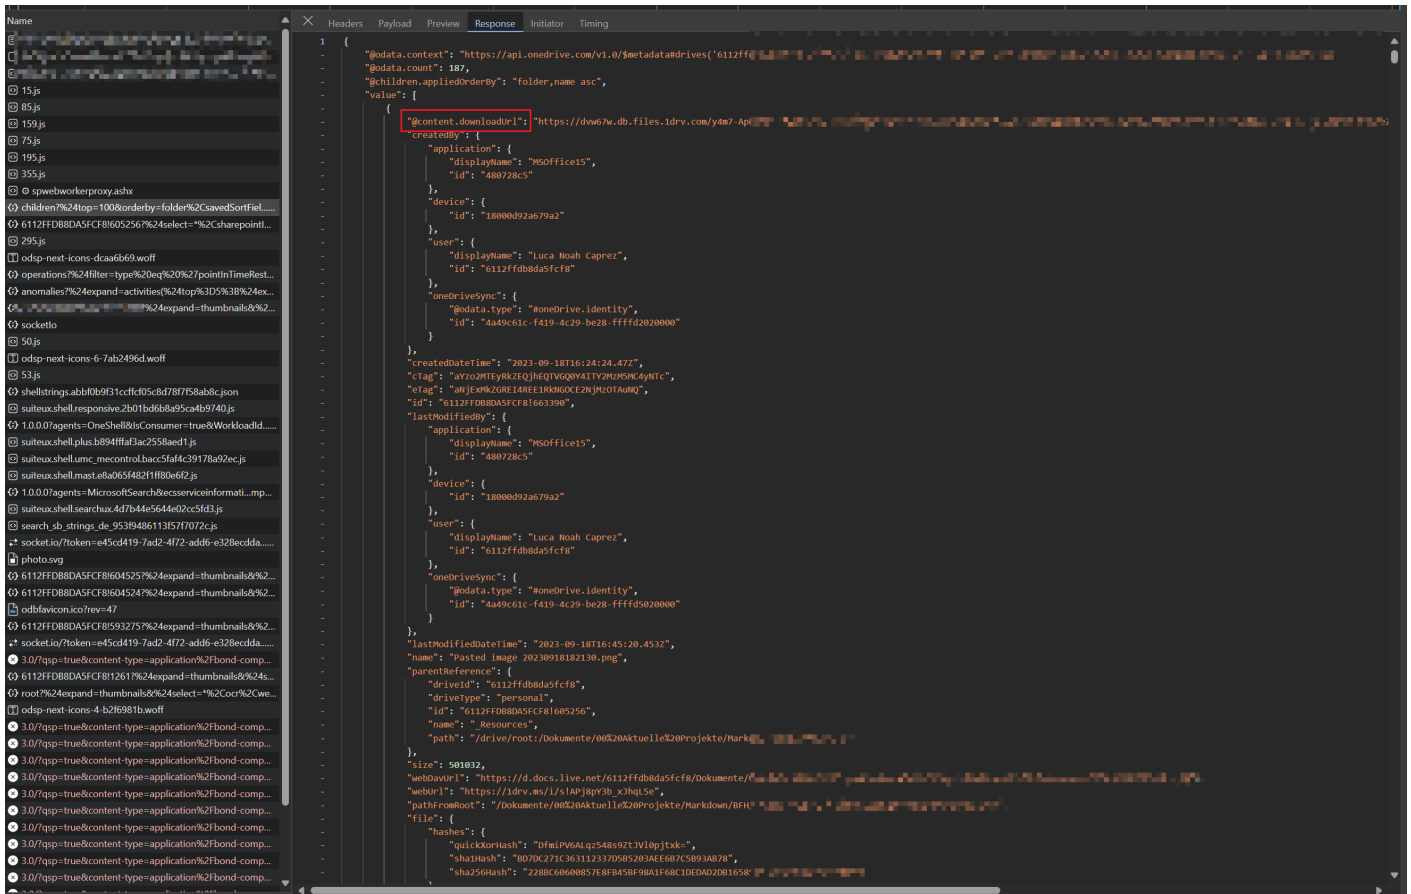 Name
15.js
85.js
159.js
75.js
195.js
355.js
spwebworkerproxy.ashx
children?%24top=100&orderby=folder%2CsavedSortFiel......
6112FFDB8DA5FCF8!605256?%24select=*%2Csharepointl...
295.js
odsp-next-icons-dcaa6b69.woff
operations?%24filter=type%20eq%20%27pointInTimeRest...
anomalies?%24expand=activities(%24top%3D5%3B%24ex...
%24expand=thumbnails&%2...
socketIo
50.js
odsp-next-icons-6-7ab2496d.woff
53.js
shellstrings.abbf0b9f31ccffcf05c8d78f7f58ab8c.json
suiteux.shell.responsive.2b01bd6b8a95ca4b9740.js
1.0.0.0?agents=OneShell&IsConsumer=true&WorkloadId......
suiteux.shell.plus.b894fffaf3ac2558aed1.js
suiteux.shell.umc_mecontrol.bacc5faf4c39178a92ec.js
suiteux.shell.mast.e8a065f482f1ff80e6f2.js
1.0.0.0?agents=MicrosoftSearch&ecsserviceinformati...mp...
suiteux.shell.searchux.4d7b44e5644e02cc5fd3.js
search_sb_strings_de_953f9486113f57f7072c.js
socket.io/?token=e45cd419-7ad2-4f72-add6-e328ecdda......
photo.svg
6112FFDB8DA5FCF8!604525?%24expand=thumbnails&%2...
6112FFDB8DA5FCF8!604524?%24expand=thumbnails&%2...
odbfavicon.ico?rev=47
6112FFDB8DA5FCF8!593275?%24expand=thumbnails&%2...
socket.io/?token=e45cd419-7ad2-4f72-add6-e328ecdda......
3.0/?qsp=true&content-type=application%2Fbond-comp...
6112FFDB8DA5FCF8!1261?%24expand=thumbnails&%24s...
root?%24expand=thumbnails&%24select=*%2Cocr%2Cwe...
odsp-next-icons-4-b2f6981b.woff
3.0/?qsp=true&content-type=application%2Fbond-comp...
3.0/?qsp=true&content-type=application%2Fbond-comp...
3.0/?qsp=true&content-type=application%2Fbond-comp...
3.0/?qsp=true&content-type=application%2Fbond-comp...
3.0/?qsp=true&content-type=application%2Fbond-comp...
3.0/?qsp=true&content-type=application%2Fbond-comp...
3.0/?qsp=true&content-type=application%2Fbond-comp...
3.0/?qsp=true&content-type=application%2Fbond-comp...
3.0/?qsp=true&content-type=application%2Fbond-comp...
3.0/?qsp=true&content-type=application%2Fbond-comp...
Headers Payload Preview Response Initiator Timing
1 {
"@odata.context": "https://api.onedrive.com/v1.0/$metadata#drives('6112ff
"@odata.count": 187,
"@children.appliedOrderBy": "folder,name asc",
"value": [
{
"@content.downloadUrl": "https://dvw67w.db.files.1drv.com/y4m7-Ap
"createdBy": {
"application": {
"displayName": "MSOffice15",
"id": "480728c5"
},
"device": {
"id": "18000d92a679a2"
},
"user": {
"displayName": "Luca Noah Caprez",
"id": "6112ffdb8da5fcf8"
},
"oneDriveSync": {
"@odata.type": "#oneDrive.identity",
"id": "4a49c61c-f419-4c29-be28-ffffd2020000"
}
},
"createdDateTime": "2023-09-18T16:24:24.47Z",
"cTag": "aYzo2MTEyRkZEQjhEQTVGQ0Y4ITY2MzM5MC4yNTc",
"eTag": "aNjExMkZGREI4REE1RkNGOCE2NjMzOTAuNQ",
"id": "6112FFDB8DA5FCF8!663390",
"lastModifiedBy": {
"application": {
"displayName": "MSOffice15",
"id": "480728c5"
},
"device": {
"id": "18000d92a679a2"
},
"user": {
"displayName": "Luca Noah Caprez",
"id": "6112ffdb8da5fcf8"
},
"oneDriveSync": {
"@odata.type": "#oneDrive.identity",
"id": "4a49c61c-f419-4c29-be28-ffffd5020000"
}
},
"lastModifiedDateTime": "2023-09-18T16:45:20.453Z",
"name": "Pasted image 20230918182130.png",
"parentReference": {
"driveId": "6112ffdb8da5fcf8",
"driveType": "personal",
"id": "6112FFDB8DA5FCF8!605256",
"name": "_Resources",
"path": "/drive/root:/Dokumente/00%20Aktuelle%20Projekte/Mark
},
"size": 501032,
"webDavUrl": "https://d.docs.live.net/6112ffdb8da5fcf8/Dokumente/
"webUrl": "https://1drv.ms/i/s!APj8pY3b_xJhqL5e",
"pathFromRoot": "/Dokumente/00%20Aktuelle%20Projekte/Markdown/BFH
"file": {
"hashes": {
"quickXorHash": "DfmiPV6ALqz548s9ZtJVl0pjtxk=",
"sha1Hash": "BD7DC271C363112337D5B5203AEE6B7C5B93AB78",
"sha256Hash": "228BC60600857E8FB45BF98A1F68C1DEDAD2DB1658